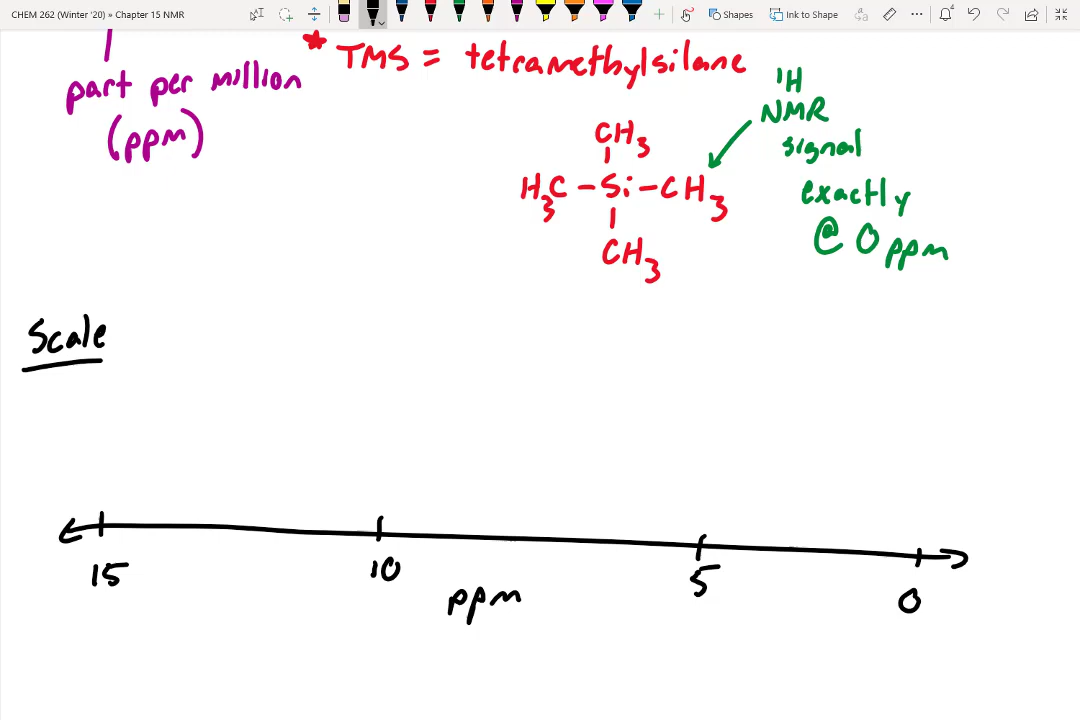 CHEM 262 (Winter '20) » Chapter 15 NMR
Shapes
Ink to Shape
part per million
(ppm)
* TMS = tetramethylsilane
CH3
H3C - Si - CH3
CH3
1H
NMR
signal
exactly
@ 0 ppm
Scale
15 10 5 0
ppm